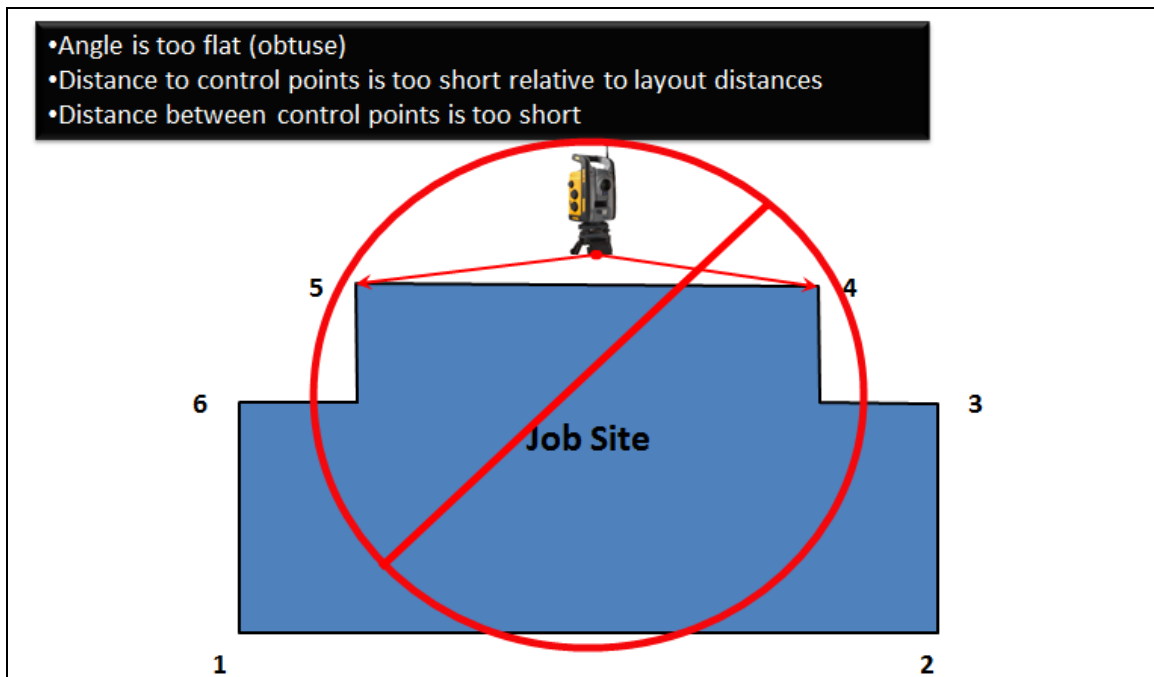 •Angle is too flat (obtuse)
•Distance to control points is too short relative to layout distances
•Distance between control points is too short
5
4
6
3
Job Site
1
2